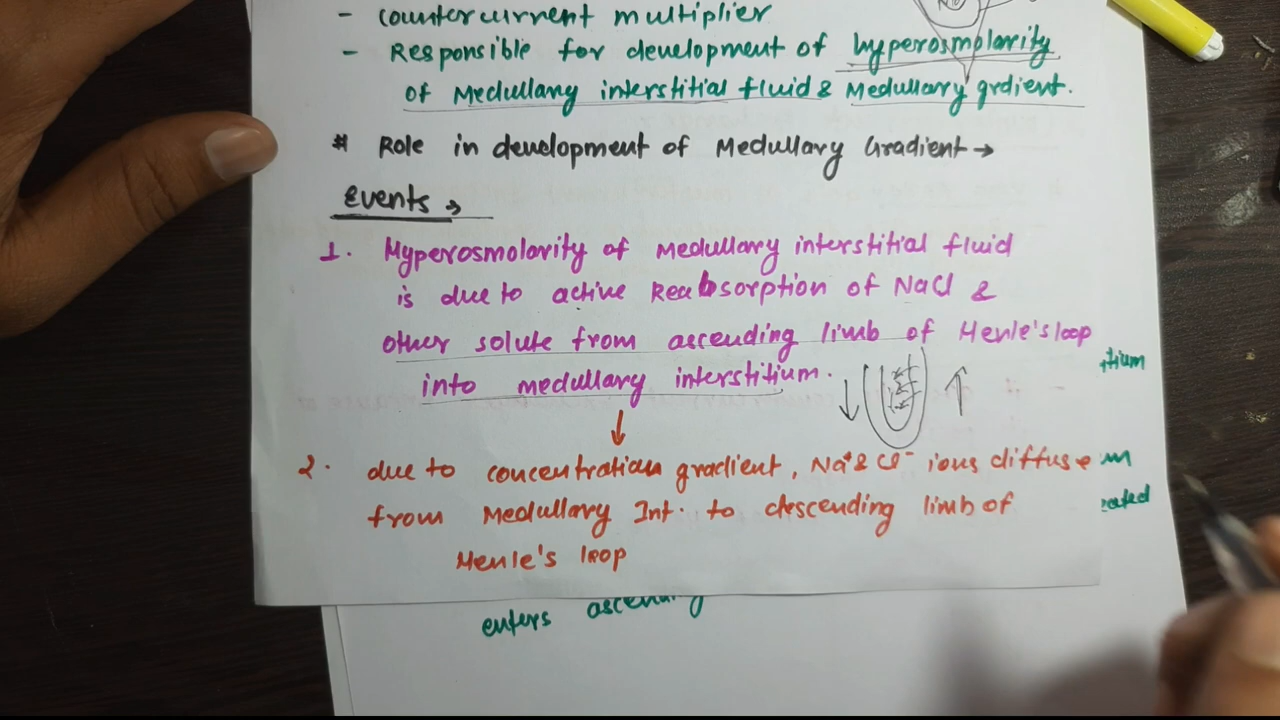 - countercurrent multiplier
- Responsible for development of hyperosmolarity
of Medullary interstitial fluid & Medullary grdient.
# Role in development of Medullary Gradient →
Events →
1. Hyperosmolarity of medullary interstitial fluid
is due to active Reabsorption of NaCl &
other solute from ascending limb of Henle's loop
into medullary interstitium.
tium
↓
2. due to concentration gradient, Na+ & Cl- ions diffuse
from Medullary Int. to descending limb of
Henle's loop
enters